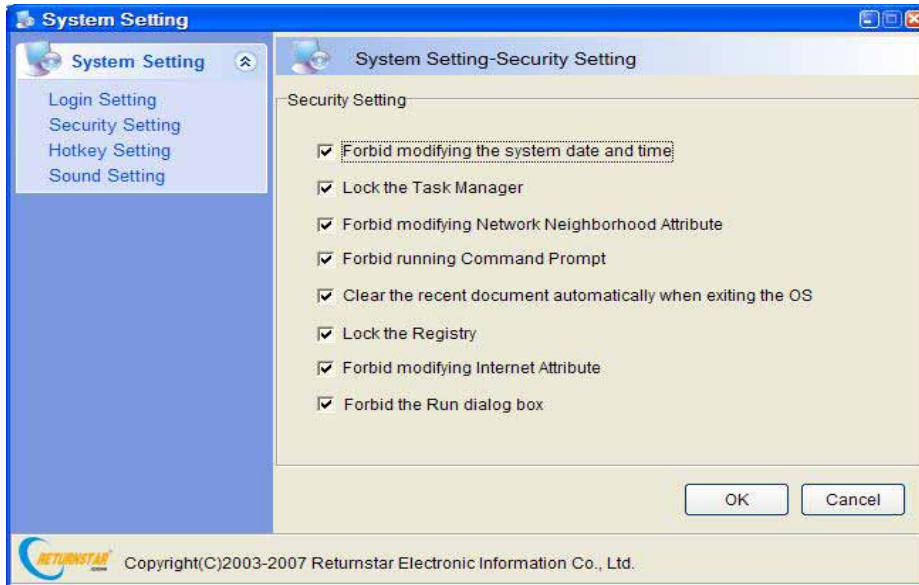 System Setting
System Setting
Login Setting
Security Setting
Hotkey Setting
Sound Setting
System Setting-Security Setting
Security Setting
Forbid modifying the system date and time
Lock the Task Manager
Forbid modifying Network Neighborhood Attribute
Forbid running Command Prompt
Clear the recent document automatically when exiting the OS
Lock the Registry
Forbid modifying Internet Attribute
Forbid the Run dialog box
OK
Cancel
RETURNSTAR
Copyright(C)2003-2007 Returnstar Electronic Information Co., Ltd.